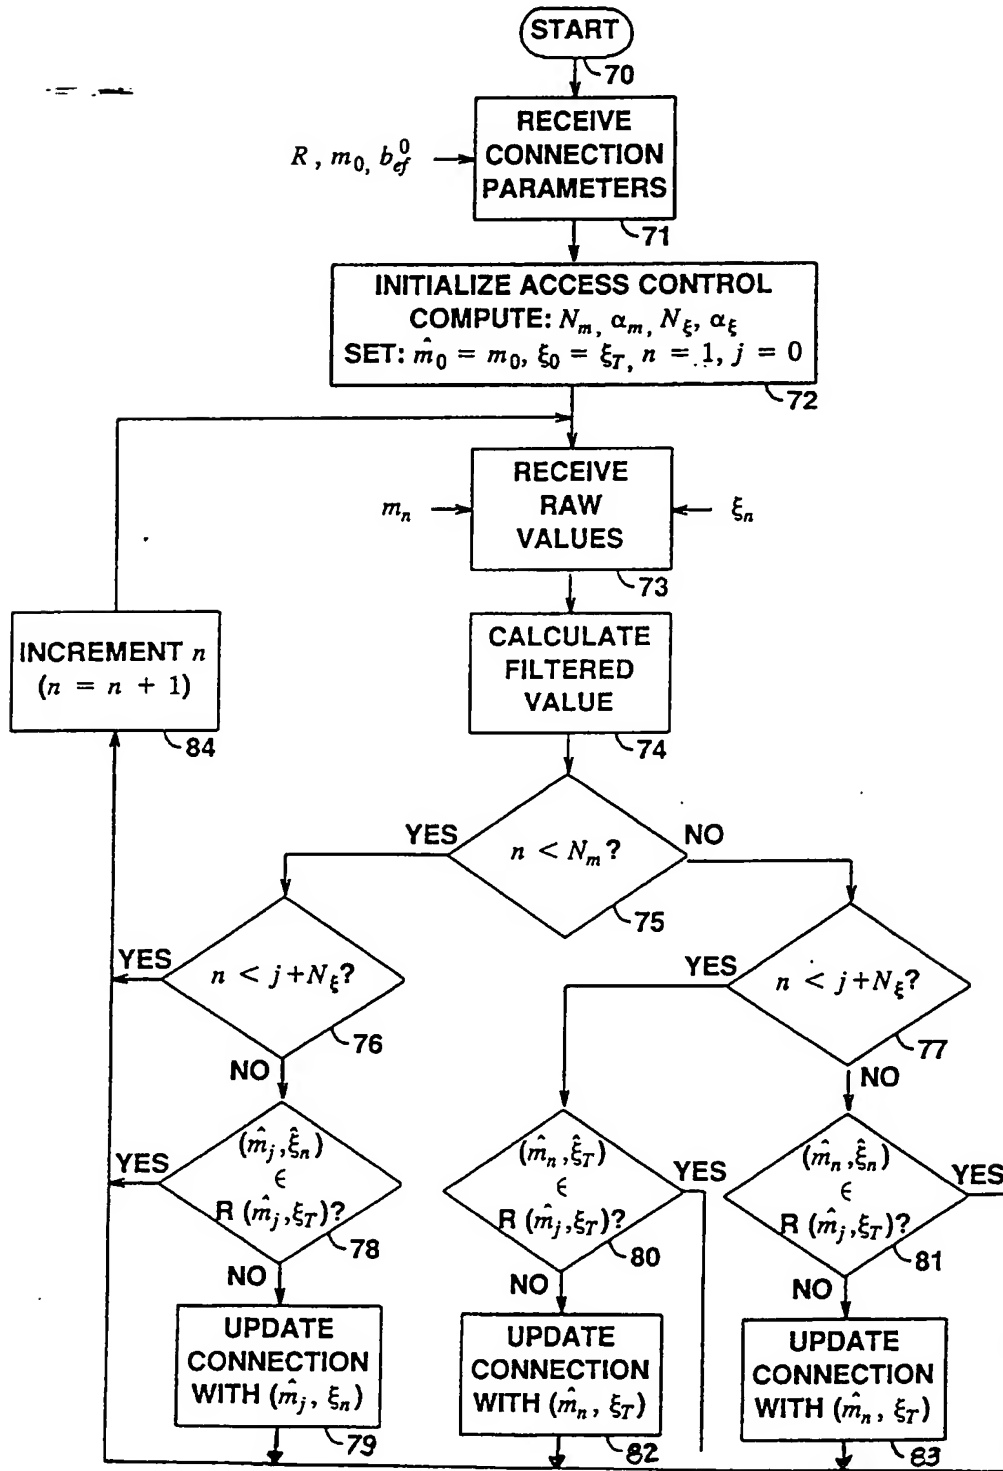 START
70
R , m₀, b⁰ef
RECEIVE
CONNECTION
PARAMETERS
71
INITIALIZE ACCESS CONTROL
COMPUTE: Nₘ, αₘ, N_ξ, α_ξ
SET: m̂₀ = m₀, ξ₀ = ξ_T, n = 1, j = 0
72
mₙ
RECEIVE
RAW
VALUES
ξₙ
73
INCREMENT n
(n = n + 1)
84
CALCULATE
FILTERED
VALUE
74
YES
n < Nₘ?
NO
75
YES
n < j+N_ξ?
76
NO
YES
n < j+N_ξ?
77
NO
YES
(m̂ⱼ,ξ̂ₙ)
ϵ
R (m̂ⱼ,ξ_T)?
78
NO
(m̂ₙ,ξ̂_T)
ϵ
R (m̂ⱼ,ξ_T)?
YES
80
NO
(m̂ₙ,ξ̂ₙ)
ϵ
R (m̂ⱼ,ξ_T)?
YES
81
NO
UPDATE
CONNECTION
WITH (m̂ⱼ, ξₙ)
79
UPDATE
CONNECTION
WITH (m̂ₙ, ξ_T)
82
UPDATE
CONNECTION
WITH (m̂ₙ, ξ_T)
83